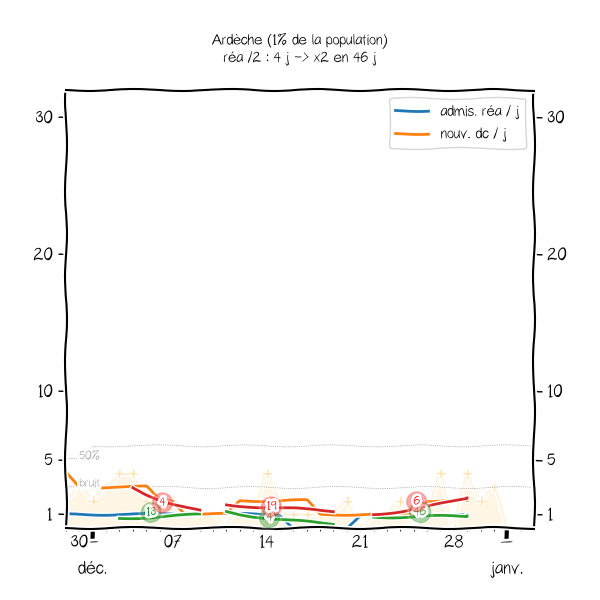 Ardèche (1% de la population)
réa /2 : 4 j -> x2 en 46 j
admis. réa / j
nouv. dc / j
30 30
20 20
10 10
5 5
1 1
50%
bruit
4
13
19
6
46
30 07 14 21 28
déc. janv.